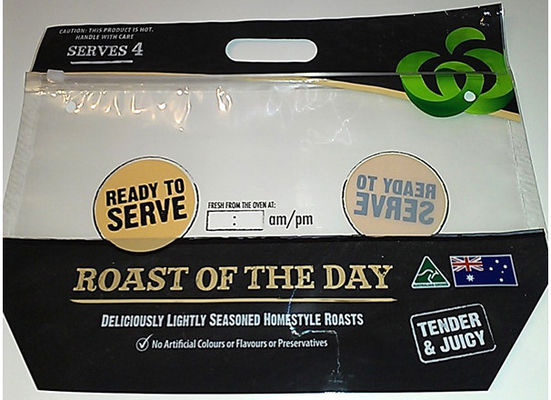 CAUTION: THIS PRODUCT IS HOT.
HANDLE WITH CARE
SERVES 4
READY TO
SERVE
FRESH FROM THE OVEN AT:
: am/pm
READY TO
SERVE
ROAST OF THE DAY
DELICIOUSLY LIGHTLY SEASONED HOMESTYLE ROASTS
No Artificial Colours or Flavours or Preservatives
TENDER
& JUICY